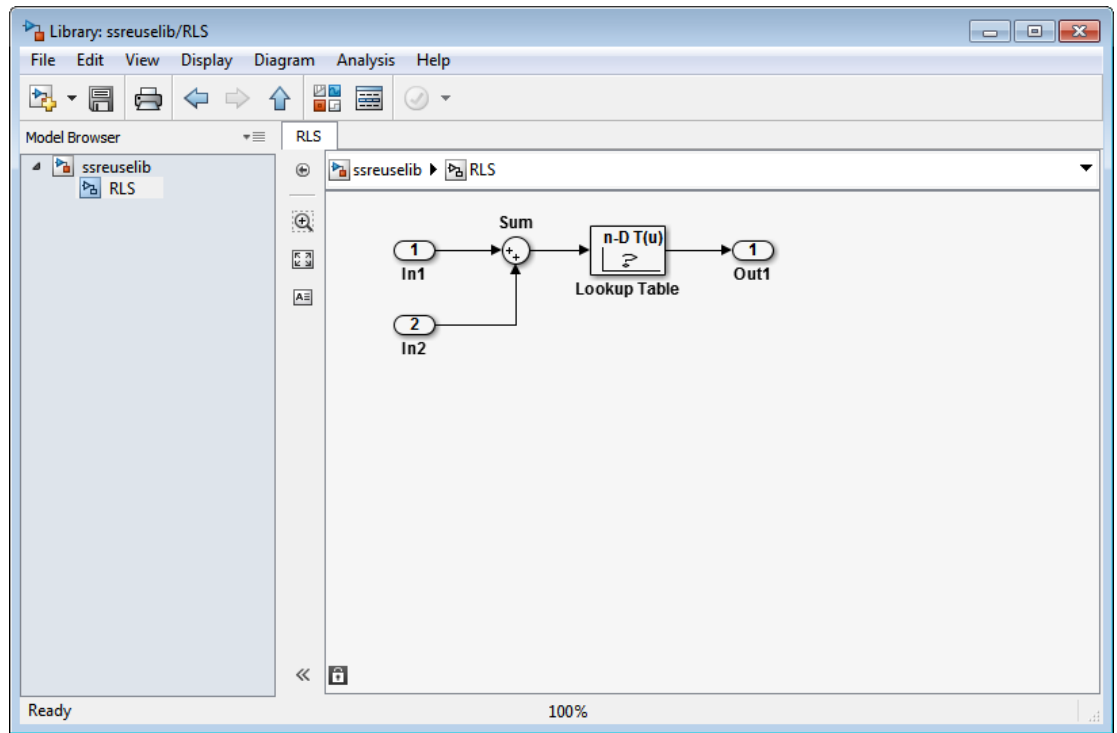 Library: ssreuselib/RLS
File Edit View Display Diagram Analysis Help
Model Browser
RLS
ssreuselib
RLS
ssreuselib RLS
Sum
1
In1
+
+
n-D T(u)
?
Lookup Table
1
Out1
2
In2
Ready
100%